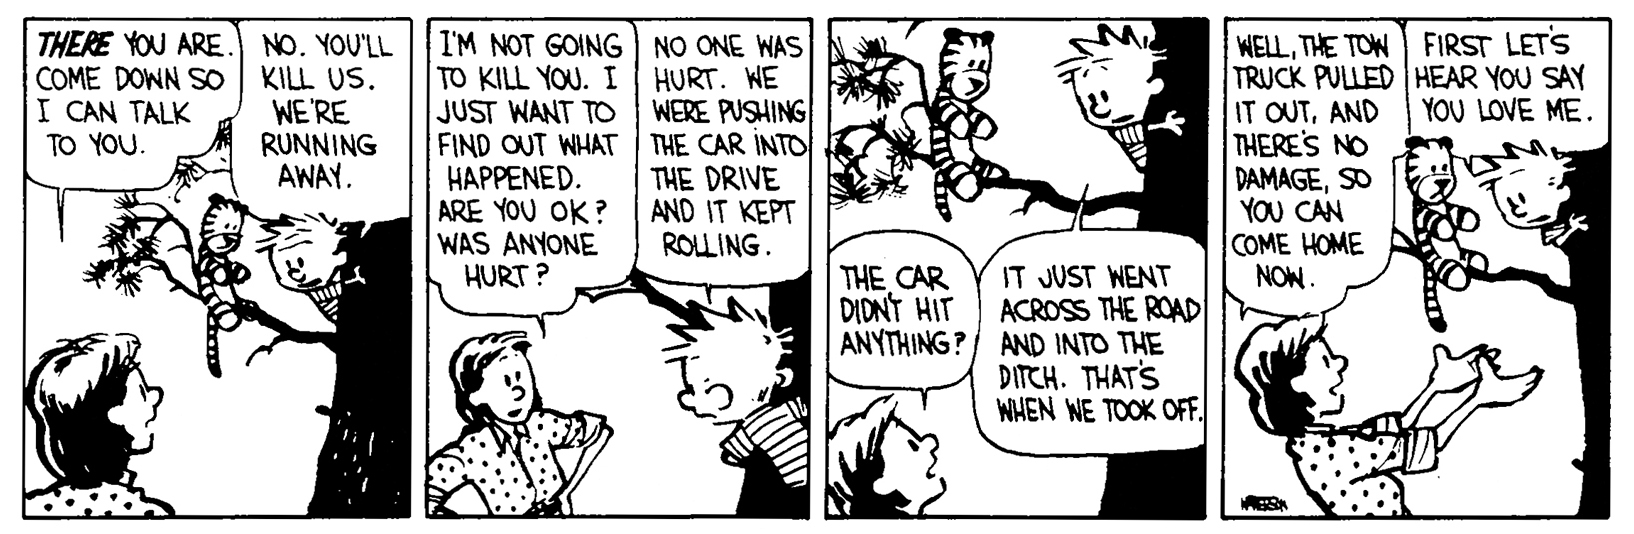 THERE YOU ARE.
COME DOWN SO
I CAN TALK
TO YOU.
NO. YOU'LL
KILL US.
WE'RE
RUNNING
AWAY.
I'M NOT GOING
TO KILL YOU. I
JUST WANT TO
FIND OUT WHAT
HAPPENED.
ARE YOU OK?
WAS ANYONE
HURT?
NO ONE WAS
HURT. WE
WERE PUSHING
THE CAR INTO
THE DRIVE
AND IT KEPT
ROLLING.
THE CAR
DIDN'T HIT
ANYTHING?
IT JUST WENT
ACROSS THE ROAD
AND INTO THE
DITCH. THAT'S
WHEN WE TOOK OFF.
WELL, THE TOW
TRUCK PULLED
IT OUT, AND
THERE'S NO
DAMAGE, SO
YOU CAN
COME HOME
NOW.
FIRST LET'S
HEAR YOU SAY
YOU LOVE ME.
WATTERSON